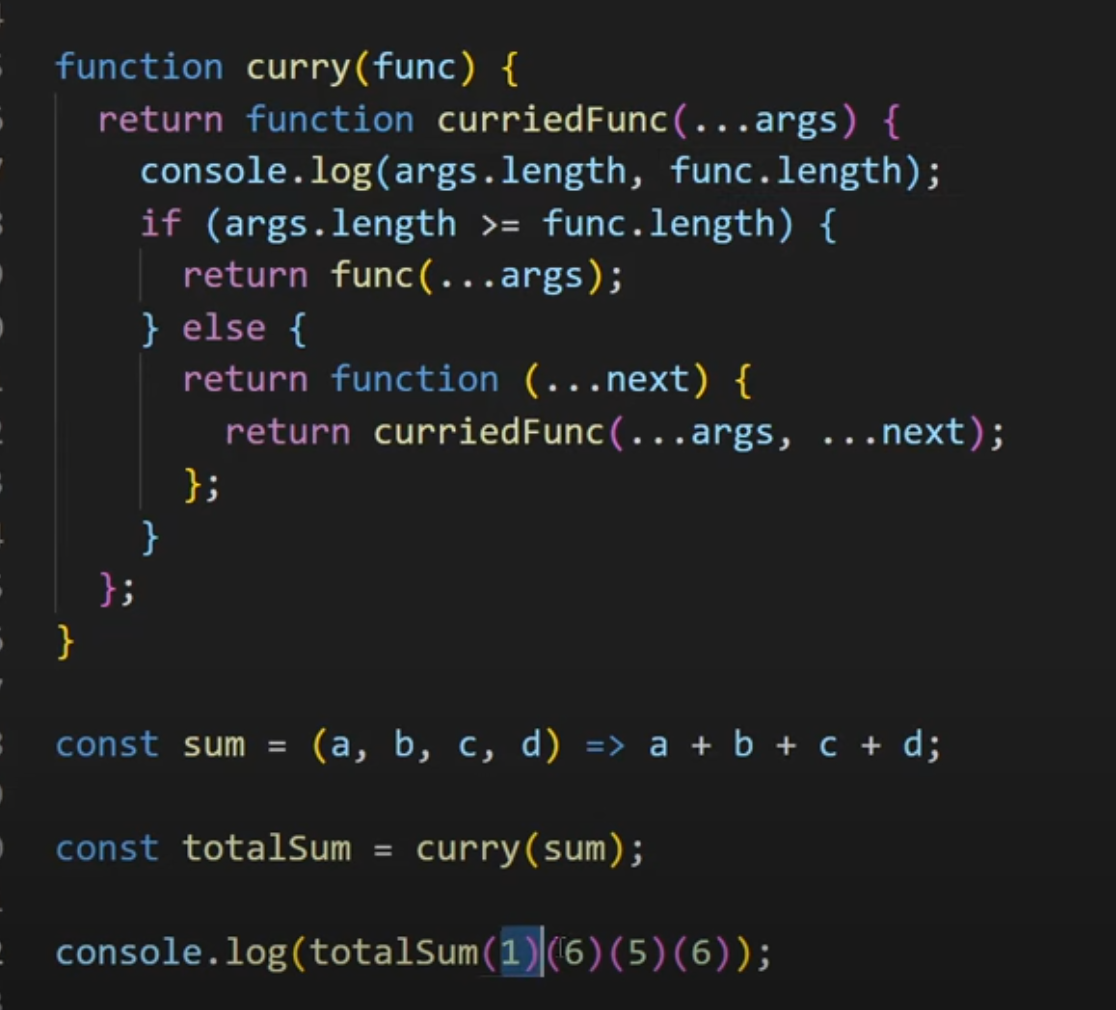 function curry(func) {
return function curriedFunc(...args) {
console.log(args.length, func.length);
if (args.length >= func.length) {
return func(...args);
} else {
return function (...next) {
return curriedFunc(...args, ...next);
};
}
};
}
const sum = (a, b, c, d) => a + b + c + d;
const totalSum = curry(sum);
console.log(totalSum(1)(6)(5)(6));